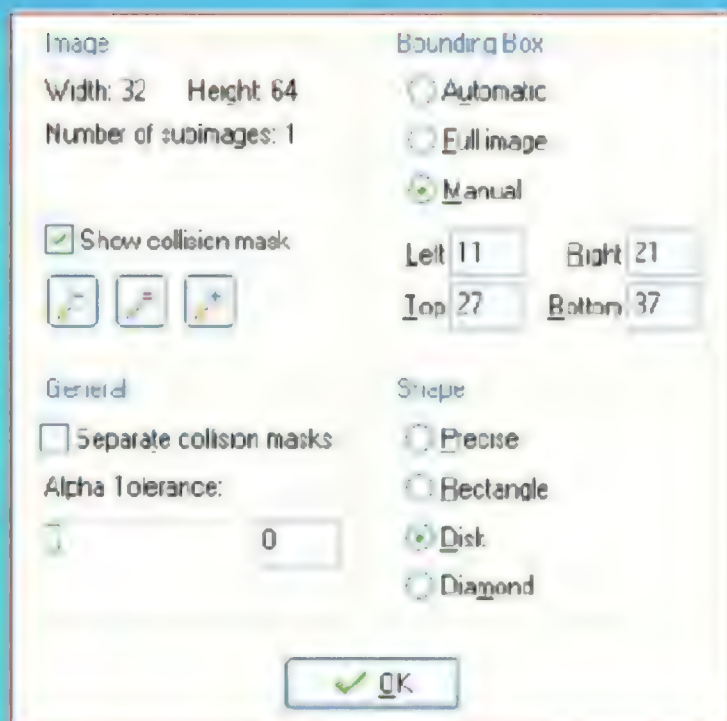 Image
Width: 32 Height: 64
Number of subimages: 1
Show collision mask
General
Separate collision masks
Alpha Tolerance:
0
Bounding Box
Automatic
Full image
Manual
Left 11 Right 21
Top 27 Bottom 37
Shape
Precise
Rectangle
Disk
Diamond
OK